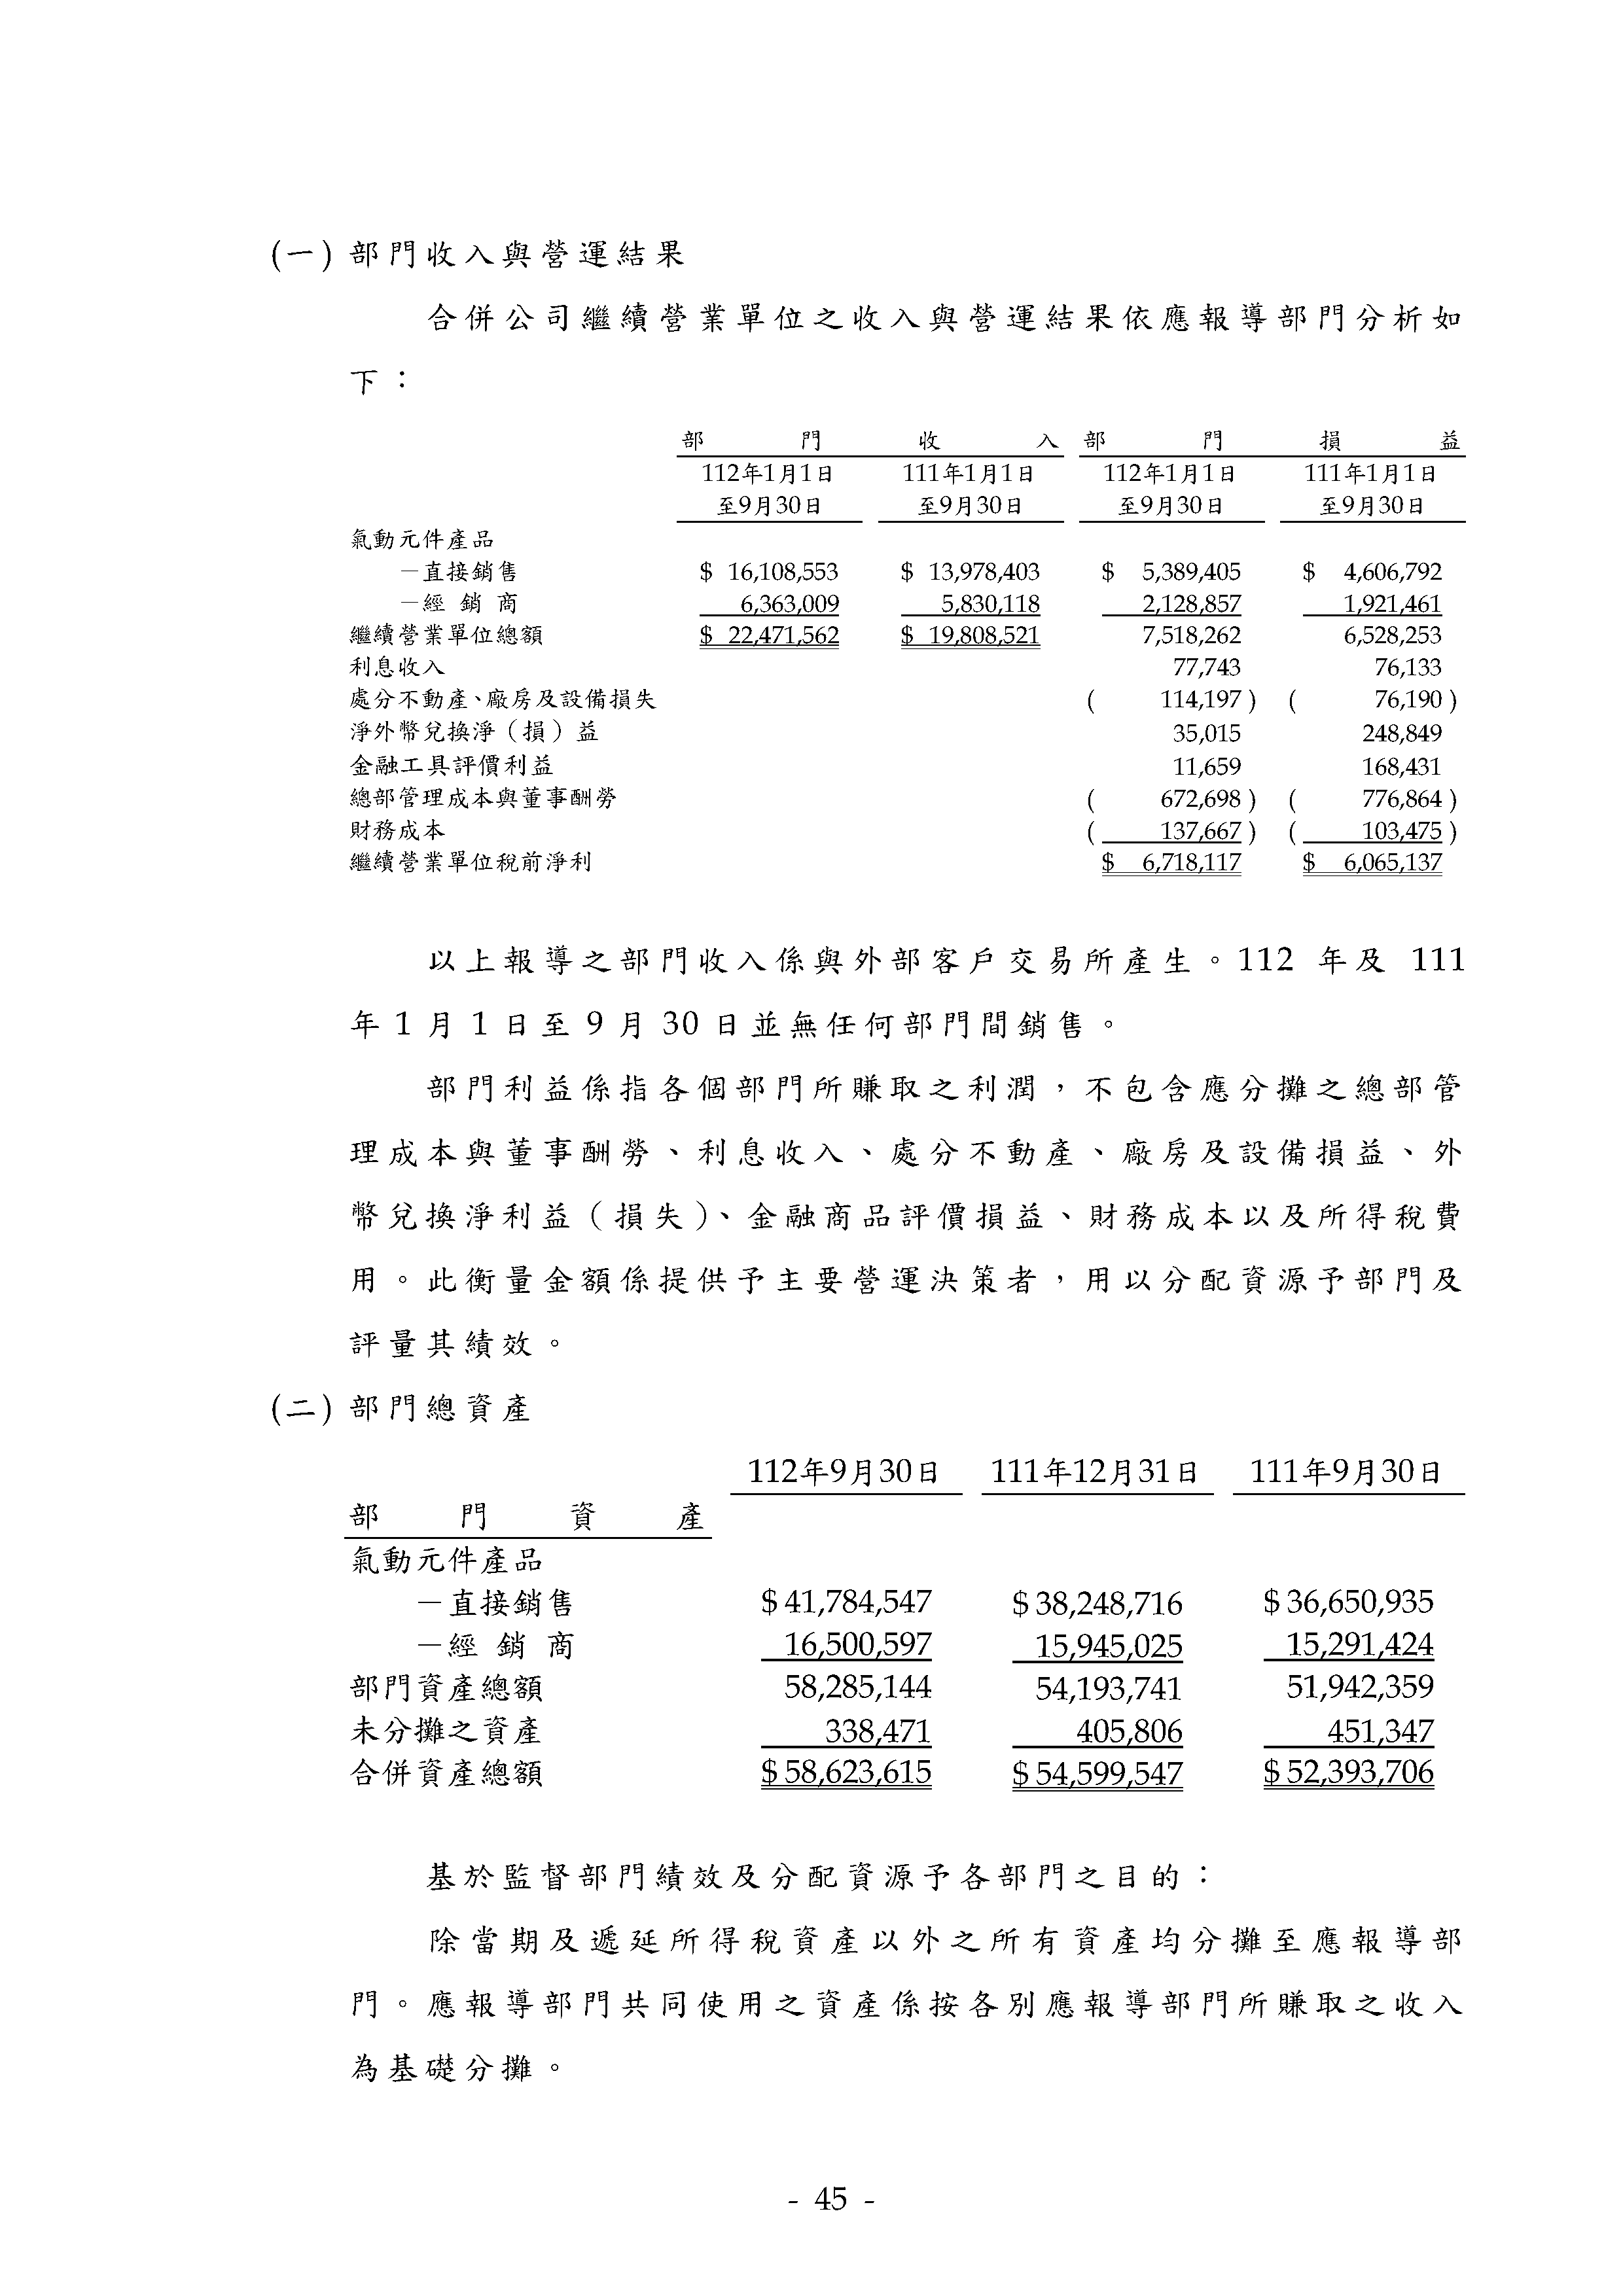 (一) 部門收入與營運結果
合併公司繼續營業單位之收入與營運結果依應報導部門分析如
下：
部門收入 部門損益
112年1月1日 111年1月1日 112年1月1日 111年1月1日
至9月30日 至9月30日 至9月30日 至9月30日
氣動元件產品
－直接銷售 $ 16,108,553 $ 13,978,403 $ 5,389,405 $ 4,606,792
－經 銷 商 6,363,009 5,830,118 2,128,857 1,921,461
繼續營業單位總額 $ 22,471,562 $ 19,808,521 7,518,262 6,528,253
利息收入 77,743 76,133
處分不動產、廠房及設備損失 ( 114,197 ) ( 76,190 )
淨外幣兌換淨（損）益 35,015 248,849
金融工具評價利益 11,659 168,431
總部管理成本與董事酬勞 ( 672,698 ) ( 776,864 )
財務成本 ( 137,667 ) ( 103,475 )
繼續營業單位稅前淨利 $ 6,718,117 $ 6,065,137
以上報導之部門收入係與外部客戶交易所產生。112 年及 111
年 1 月 1 日至 9 月 30 日並無任何部門間銷售。
部門利益係指各個部門所賺取之利潤，不包含應分攤之總部管
理成本與董事酬勞、利息收入、處分不動產、廠房及設備損益、外
幣兌換淨利益（損失）、金融商品評價損益、財務成本以及所得稅費
用。此衡量金額係提供予主要營運決策者，用以分配資源予部門及
評量其績效。
(二) 部門總資產
112年9月30日 111年12月31日 111年9月30日
部門資產
氣動元件產品
－直接銷售 $ 41,784,547 $ 38,248,716 $ 36,650,935
－經 銷 商 16,500,597 15,945,025 15,291,424
部門資產總額 58,285,144 54,193,741 51,942,359
未分攤之資產 338,471 405,806 451,347
合併資產總額 $ 58,623,615 $ 54,599,547 $ 52,393,706
基於監督部門績效及分配資源予各部門之目的：
除當期及遞延所得稅資產以外之所有資產均分攤至應報導部
門。應報導部門共同使用之資產係按各別應報導部門所賺取之收入
為基礎分攤。
- 45 -